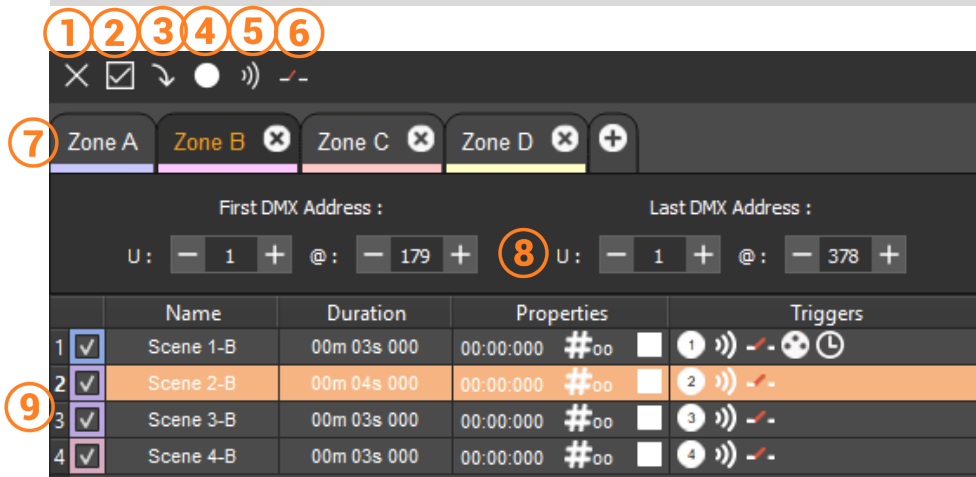 1 2 3 4 5 6
7 Zone A Zone B Zone C Zone D
First DMX Address : Last DMX Address :
U : − 1 + @ : − 179 + 8 U : − 1 + @ : − 378 +
Name Duration Properties Triggers
1 Scene 1-B 00m 03s 000 00:00:000 #oo 1
2 Scene 2-B 00m 04s 000 00:00:000 #oo 2
9
3 Scene 3-B 00m 03s 000 00:00:000 #oo 3
4 Scene 4-B 00m 03s 000 00:00:000 #oo 4